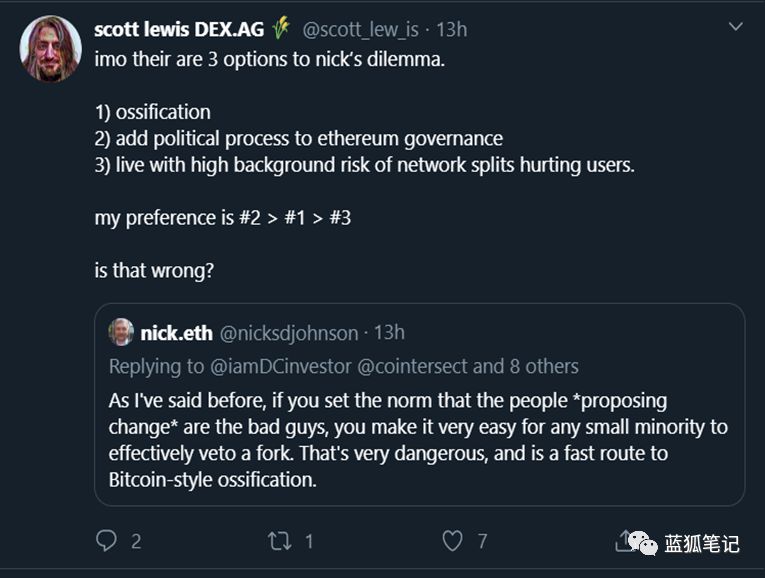 scott lewis DEX.AG 🌾 @scott_lew_is · 13h
imo their are 3 options to nick's dilemma.
1) ossification
2) add political process to ethereum governance
3) live with high background risk of network splits hurting users.
my preference is #2 > #1 > #3
is that wrong?
nick.eth @nicksdjohnson · 13h
Replying to @iamDCinvestor @cointersect and 8 others
As I've said before, if you set the norm that the people *proposing
change* are the bad guys, you make it very easy for any small minority to
effectively veto a fork. That's very dangerous, and is a fast route to
Bitcoin-style ossification.
2 1 7
蓝狐笔记